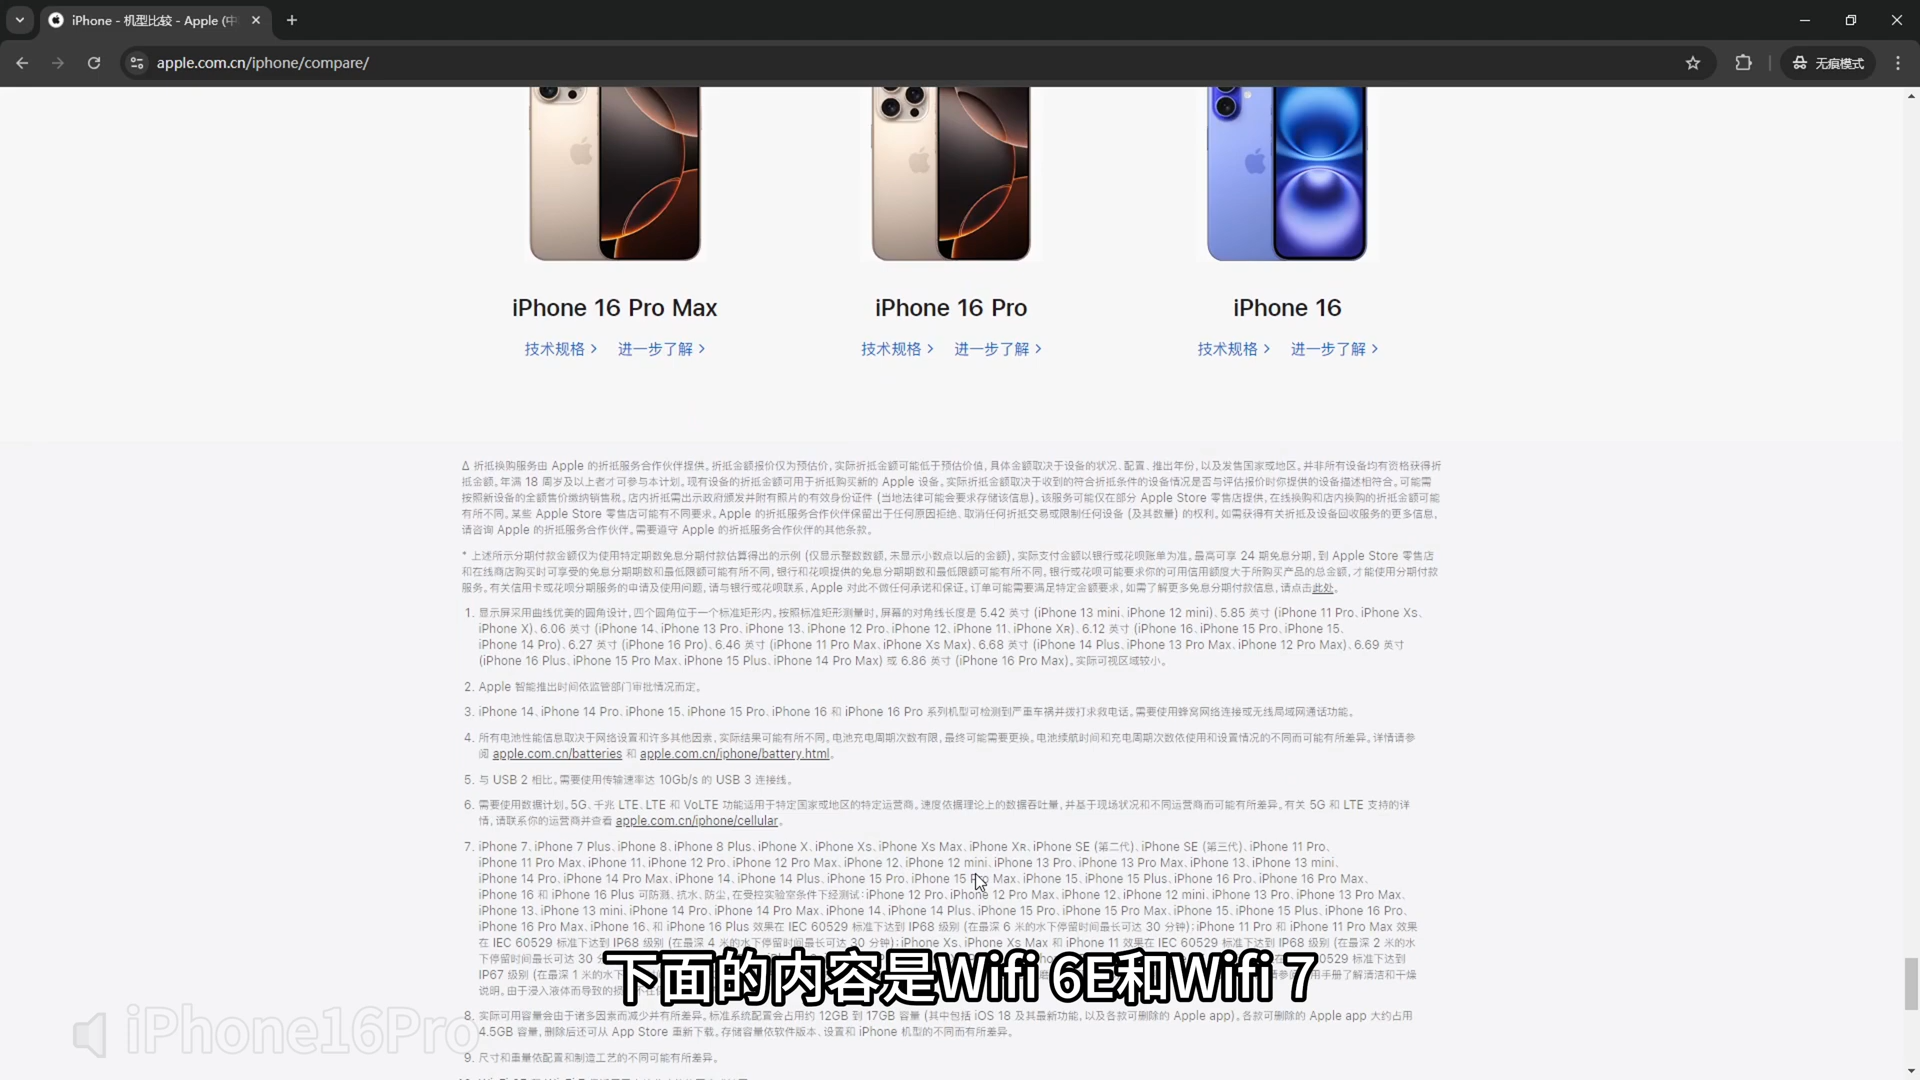 iPhone - 机型比较 - Apple (中
apple.com.cn/iphone/compare/
无痕模式
iPhone 16 Pro Max
iPhone 16 Pro
iPhone 16
技术规格 > 进一步了解 >
技术规格 > 进一步了解 >
技术规格 > 进一步了解 >
Δ 折抵换购服务由 Apple 的折抵服务合作伙伴提供。折抵金额报价仅为预估价，实际折抵金额可能低于预估价值，具体金额取决于设备的状况、配置、推出年份，以及发售国家或地区。并非所有设备均有资格获得折
抵金额。年满 18 周岁及以上者才可参与本计划。现有设备的折抵金额可用于折抵购买新的 Apple 设备。实际折抵金额取决于收到的符合折抵条件的设备情况是否与评估报价时你提供的设备描述相符合。可能需
按照新设备的全额售价缴纳销售税。店内折抵需出示政府颁发并附有照片的有效身份证件 (当地法律可能会要求存储该信息)。该服务可能仅在部分 Apple Store 零售店提供，在线换购和店内换购的折抵金额可能
有所不同。某些 Apple Store 零售店可能有不同要求。Apple 的折抵服务合作伙伴保留出于任何原因拒绝、取消任何折抵交易或限制任何设备 (及其数量) 的权利。如需获得有关折抵及设备回收服务的更多信息，
请咨询 Apple 的折抵服务合作伙伴。需要遵守 Apple 的折抵服务合作伙伴的其他条款。
* 上述所示分期付款金额仅为使用特定期数免息分期付款估算得出的示例 (仅显示整数数额，未显示小数点以后的金额)，实际支付金额以银行或花呗账单为准。最高可享 24 期免息分期，到 Apple Store 零售店
和在线商店购买时可享受的免息分期期数和最低限额可能有所不同，银行和花呗提供的免息分期期数和最低限额可能有所不同。银行或花呗可能要求你的可用信用额度大于所购买产品的总金额，才能使用分期付款
服务。有关信用卡或花呗分期服务的申请及使用问题，请与银行或花呗联系，Apple 对此不做任何承诺和保证。订单可能需要满足特定金额要求，如需了解更多免息分期付款信息，请点击此处。
1. 显示屏采用曲线优美的圆角设计，四个圆角位于一个标准矩形内。按照标准矩形测量时，屏幕的对角线长度是 5.42 英寸 (iPhone 13 mini、iPhone 12 mini)、5.85 英寸 (iPhone 11 Pro、iPhone Xs、
iPhone X)、6.06 英寸 (iPhone 14、iPhone 13 Pro、iPhone 13、iPhone 12 Pro、iPhone 12、iPhone 11、iPhone XR)、6.12 英寸 (iPhone 16、iPhone 15 Pro、iPhone 15、
iPhone 14 Pro)、6.27 英寸 (iPhone 16 Pro)、6.46 英寸 (iPhone 11 Pro Max、iPhone Xs Max)、6.68 英寸 (iPhone 14 Plus、iPhone 13 Pro Max、iPhone 12 Pro Max)、6.69 英寸
(iPhone 16 Plus、iPhone 15 Pro Max、iPhone 15 Plus、iPhone 14 Pro Max) 或 6.86 英寸 (iPhone 16 Pro Max)。实际可视区域较小。
2. Apple 智能推出时间依监管部门审批情况而定。
3. iPhone 14、iPhone 14 Pro、iPhone 15、iPhone 15 Pro、iPhone 16 和 iPhone 16 Pro 系列机型可检测到严重车祸并拨打求救电话。需要使用蜂窝网络连接或无线局域网通话功能。
4. 所有电池性能信息取决于网络设置和许多其他因素，实际结果可能有所不同。电池充电周期次数有限，最终可能需要更换。电池续航时间和充电周期次数依使用和设置情况的不同而可能有所差异。详情请参
阅 apple.com.cn/batteries 和 apple.com.cn/iphone/battery.html。
5. 与 USB 2 相比。需要使用传输速率达 10Gb/s 的 USB 3 连接线。
6. 需要使用数据计划。5G、千兆 LTE、LTE 和 VoLTE 功能适用于特定国家或地区的特定运营商。速度依据理论上的数据吞吐量，并基于现场状况和不同运营商而可能有所差异。有关 5G 和 LTE 支持的详
情，请联系你的运营商并查看 apple.com.cn/iphone/cellular。
7. iPhone 7、iPhone 7 Plus、iPhone 8、iPhone 8 Plus、iPhone X、iPhone Xs、iPhone Xs Max、iPhone XR、iPhone SE (第二代)、iPhone SE (第三代)、iPhone 11 Pro、
iPhone 11 Pro Max、iPhone 11、iPhone 12 Pro、iPhone 12 Pro Max、iPhone 12、iPhone 12 mini、iPhone 13 Pro、iPhone 13 Pro Max、iPhone 13、iPhone 13 mini、
iPhone 14 Pro、iPhone 14 Pro Max、iPhone 14、iPhone 14 Plus、iPhone 15 Pro、iPhone 15 Pro Max、iPhone 15、iPhone 15 Plus、iPhone 16 Pro、iPhone 16 Pro Max、
iPhone 16 和 iPhone 16 Plus 可防溅、抗水、防尘，在受控实验室条件下经测试：iPhone 12 Pro、iPhone 12 Pro Max、iPhone 12、iPhone 12 mini、iPhone 13 Pro、iPhone 13 Pro Max、
iPhone 13、iPhone 13 mini、iPhone 14 Pro、iPhone 14 Pro Max、iPhone 14、iPhone 14 Plus、iPhone 15 Pro、iPhone 15 Pro Max、iPhone 15、iPhone 15 Plus、iPhone 16 Pro、
iPhone 16 Pro Max、iPhone 16、和 iPhone 16 Plus 效果在 IEC 60529 标准下达到 IP68 级别 (在最深 6 米的水下停留时间最长可达 30 分钟)；iPhone 11 Pro 和 iPhone 11 Pro Max 效果
在 IEC 60529 标准下达到 IP68 级别 (在最深 4 米的水下停留时间最长可达 30 分钟)；iPhone Xs、iPhone Xs Max 和 iPhone 11 效果在 IEC 60529 标准下达到 IP68 级别 (在最深 2 米的水
下停留时间最长可达 30 分 60529 标准下达到
IP67 级别 (在最深 1 米的水下 用手册了解清洁和干燥
说明。由于浸入液体而导致的损
下面的内容是Wifi 6E和Wifi 7
8. 实际可用容量会由于诸多因素而减少并有所差异。标准系统配置会占用约 12GB 到 17GB 容量 (其中包括 iOS 18 及其最新功能，以及各款可删除的 Apple app)。各款可删除的 Apple app 大约占用
4.5GB 容量，删除后还可从 App Store 重新下载。存储容量依软件版本、设置和 iPhone 机型的不同而有所差异。
iPhone16Pro
9. 尺寸和重量依配置和制造工艺的不同可能有所差异。